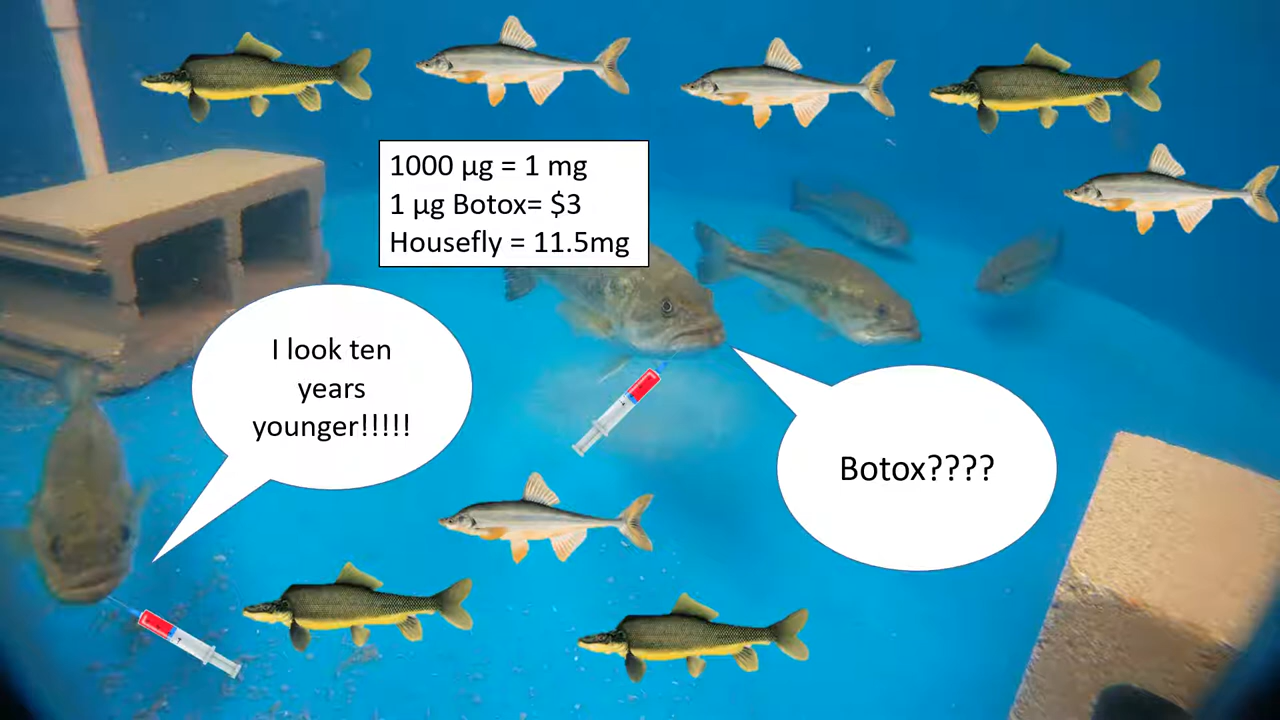 1000 µg = 1 mg
1 µg Botox= $3
Housefly = 11.5mg
I look ten
years
younger!!!!!
Botox????